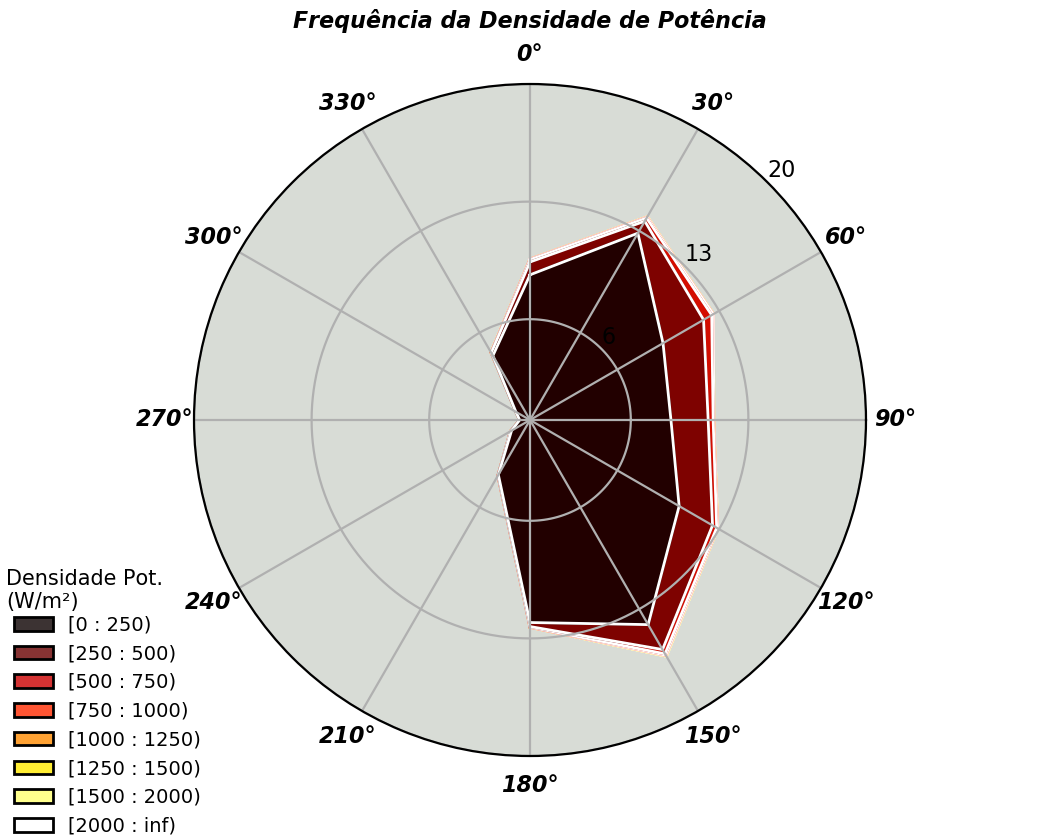 Frequência da Densidade de Potência
0°
330°
30°
20
300°
60°
13
6
270°
90°
240°
120°
210°
150°
180°
Densidade Pot.
(W/m²)
[0 : 250)
[250 : 500)
[500 : 750)
[750 : 1000)
[1000 : 1250)
[1250 : 1500)
[1500 : 2000)
[2000 : inf)